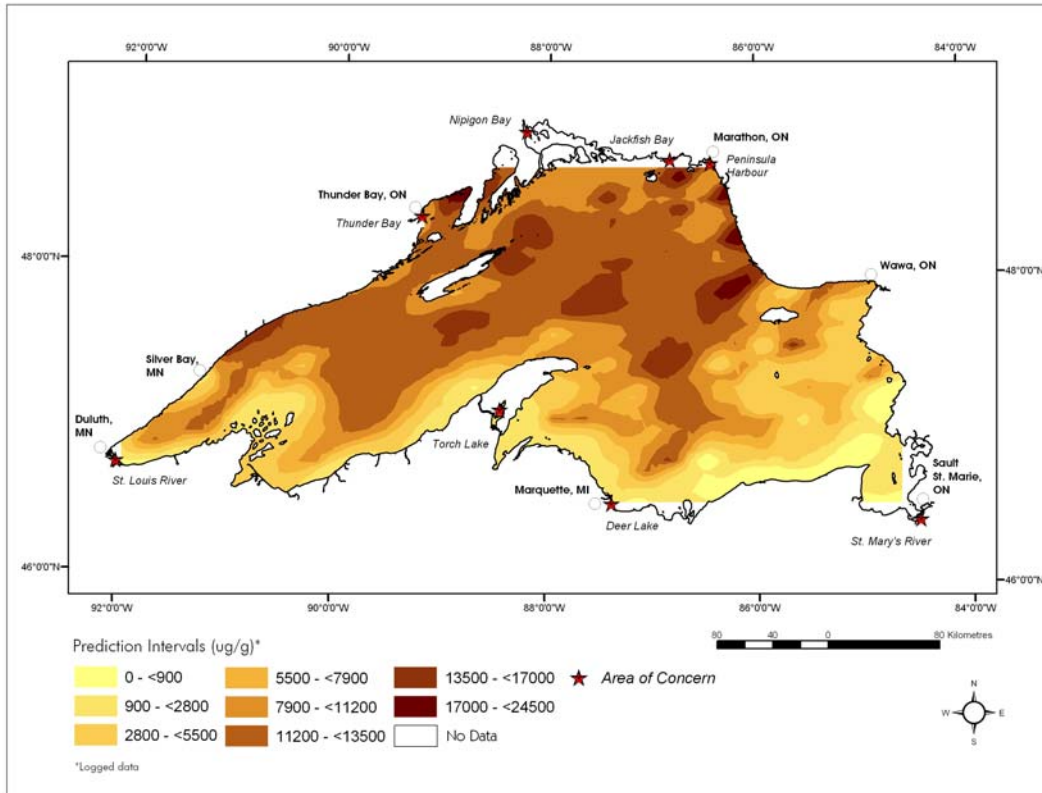 92°0'0"W 90°0'0"W 88°0'0"W 86°0'0"W 84°0'0"W
Nipigon Bay
Jackfish Bay
Marathon, ON
Peninsula
Harbour
Thunder Bay, ON
Thunder Bay
48°0'0"N
48°0'0"N
Wawa, ON
Silver Bay,
MN
Duluth,
MN
St. Louis River
Torch Lake
Marquette, MI
Deer Lake
Sault
St. Marie,
ON
St. Mary's River
46°0'0"N
46°0'0"N
92°0'0"W 90°0'0"W 88°0'0"W 86°0'0"W 84°0'0"W
80 40 0 80 Kilometres
Prediction Intervals (ug/g)*
0 - <900
900 - <2800
2800 - <5500
5500 - <7900
7900 - <11200
11200 - <13500
13500 - <17000
17000 - <24500
No Data
Area of Concern
*Logged data
N
W E
S